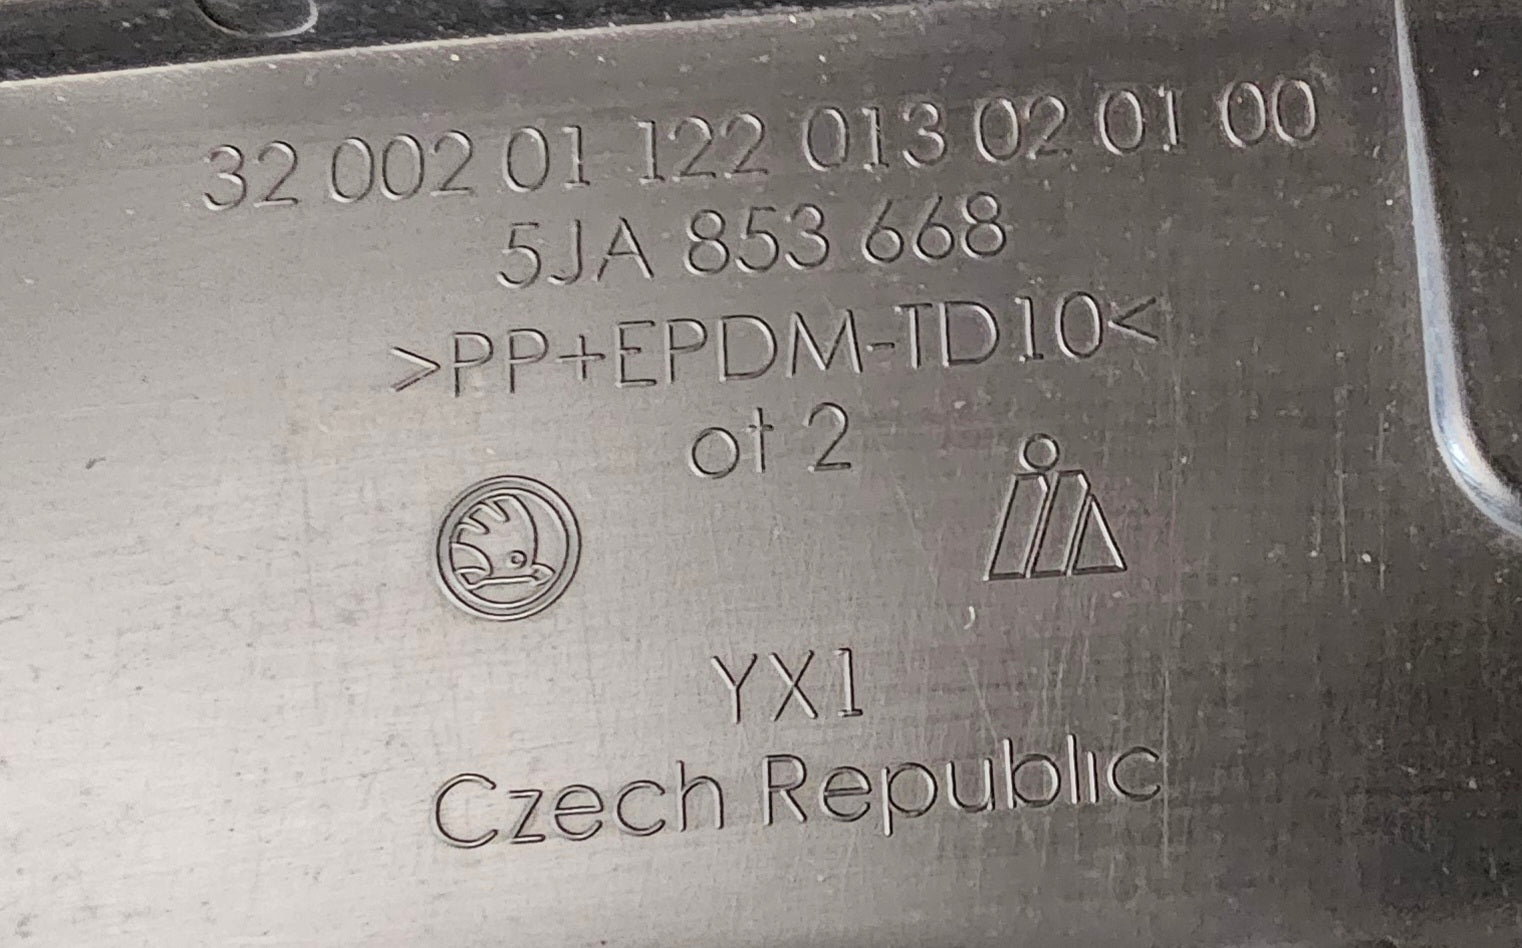 32 002 01 122 013 02 01 00
5JA 853 668
>PP+EPDM-TD10<
ot 2
YX1
Czech Republic